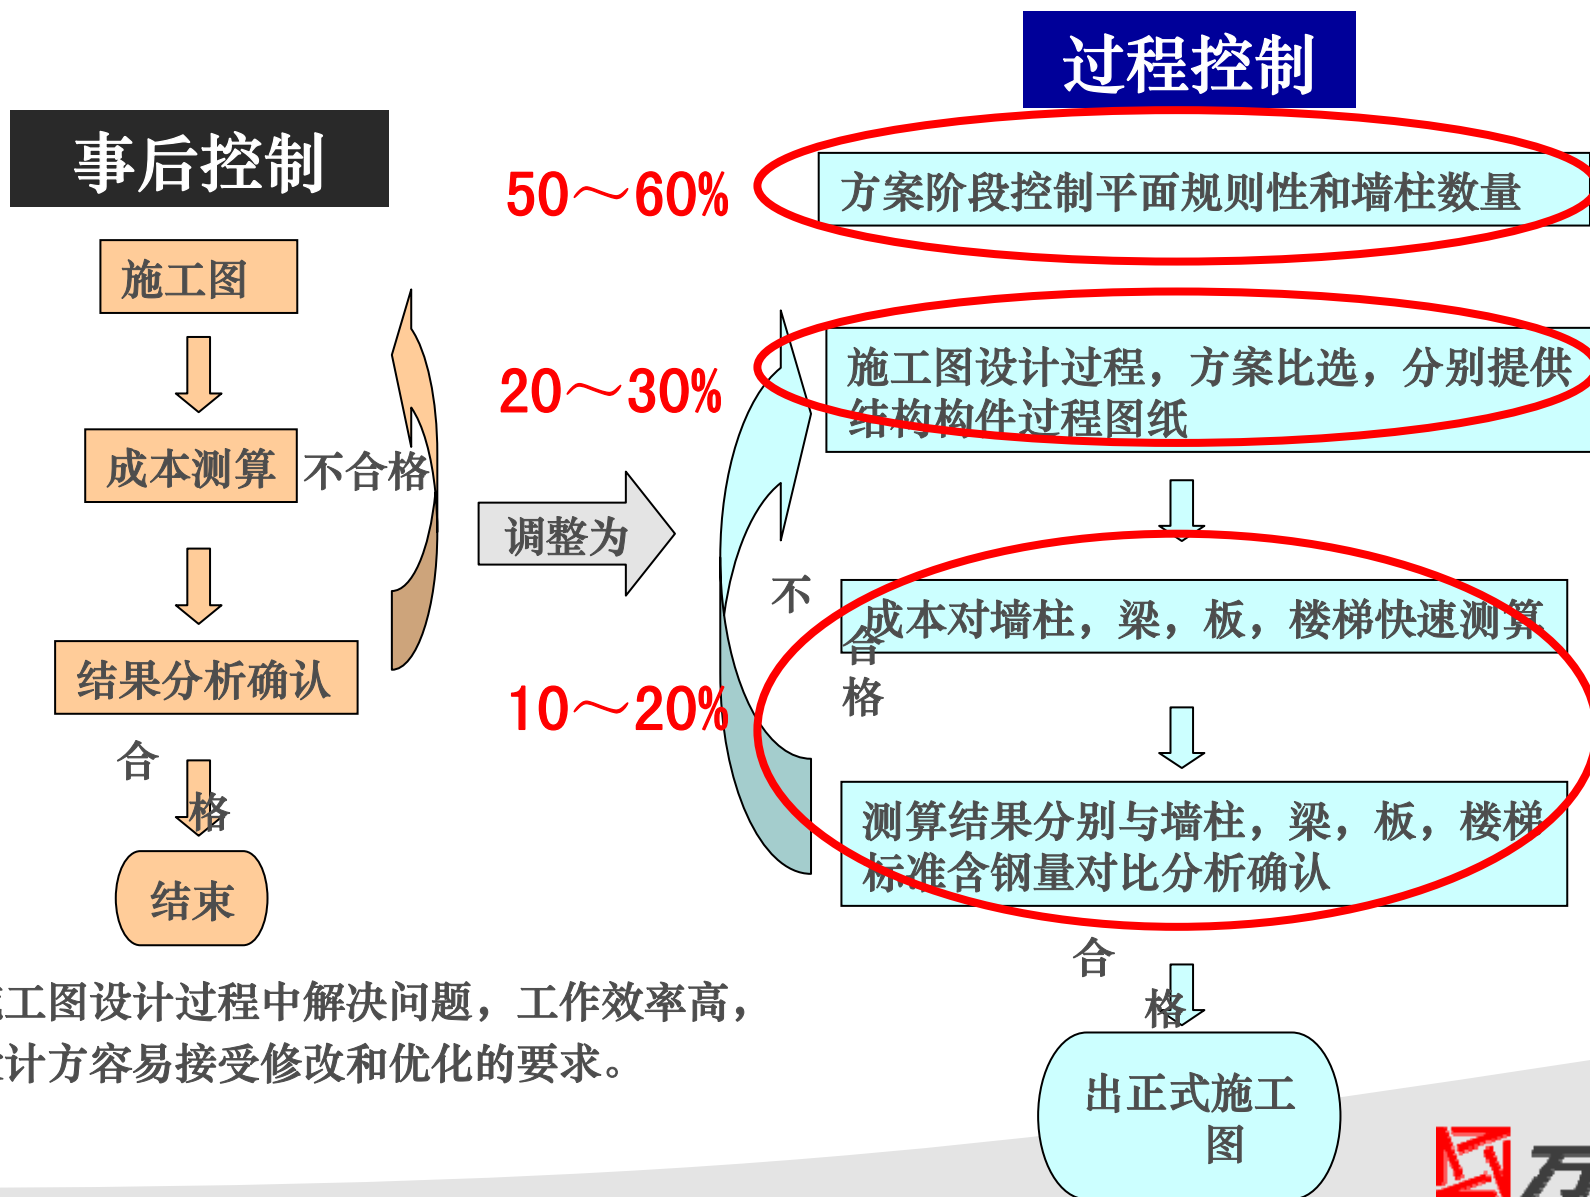 过程控制
事后控制
50～60%
方案阶段控制平面规则性和墙柱数量
施工图
20～30%
施工图设计过程，方案比选，分别提供
结构构件过程图纸
成本测算
不合格
调整为
不
合
格
成本对墙柱，梁，板，楼梯快速测算
结果分析确认
10～20%
合
格
测算结果分别与墙柱，梁，板，楼梯
标准含钢量对比分析确认
结束
合
格
工图设计过程中解决问题，工作效率高，
计方容易接受修改和优化的要求。
出正式施工
图
万